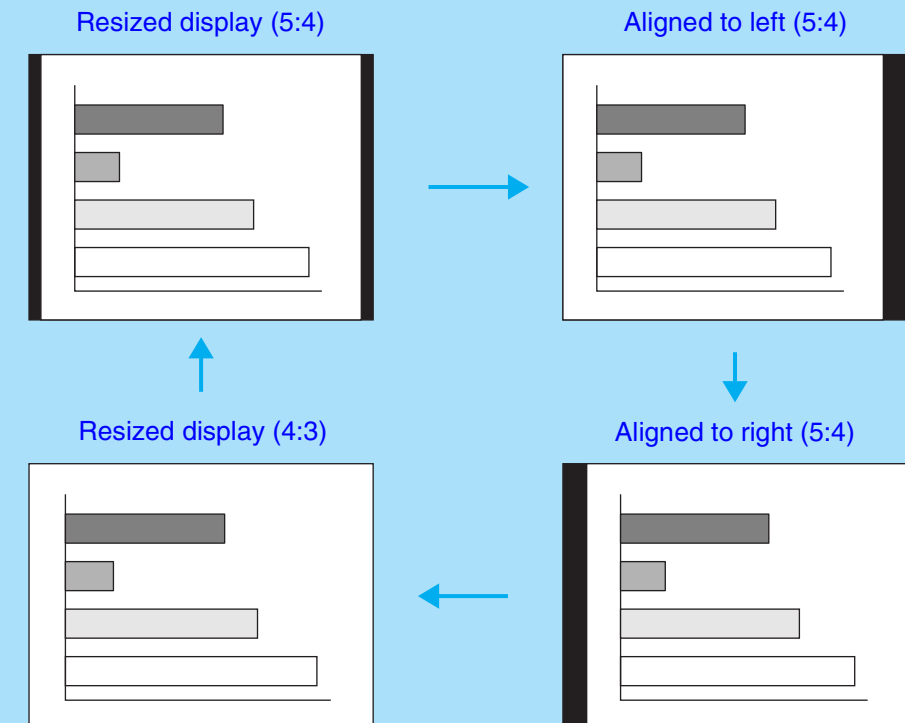 Resized display (5:4)
Aligned to left (5:4)
Resized display (4:3)
Aligned to right (5:4)